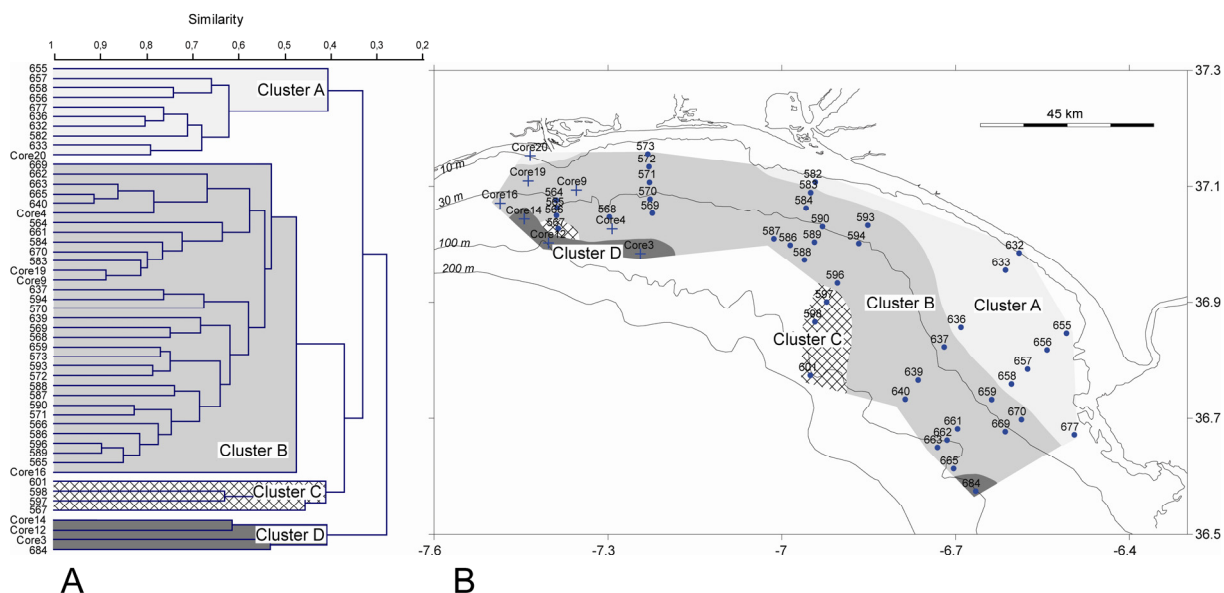 Similarity
1 0,9 0,8 0,7 0,6 0,5 0,4 0,3 0,2
655
657
658
656
677
636
632
582
633
Core20
669
662
663
665
640
Core4
564
661
584
670
583
Core19
Core9
637
594
570
639
569
568
659
573
593
572
588
587
590
571
566
586
596
589
565
Core16
601
598
597
567
Core14
Core12
Core3
684
Cluster A
Cluster B
Cluster C
Cluster D
A
37.3
37.1
36.9
36.7
36.5
-7.6 -7.3 -7 -6.7 -6.4
45 km
10 m
30 m
100 m
200 m
Core20
Core19
Core16
Core14
Core9
Core12
Core4
Core3
564
565
566
567
568
573
572
571
570
569
582
583
584
590
593
587
586
589
594
588
596
597
598
601
632
633
636
637
639
640
655
656
657
658
659
670
669
677
661
662
663
665
684
Cluster D
Cluster B
Cluster A
Cluster C
B